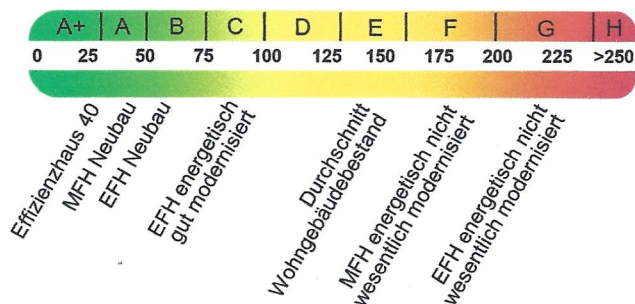 A+ A B C D E F G H
0 25 50 75 100 125 150 175 200 225 >250
Effizienzhaus 40
MFH Neubau
EFH Neubau
EFH energetisch
gut modernisiert
Durchschnitt
Wohngebäudebestand
MFH energetisch nicht
wesentlich modernisiert
EFH energetisch nicht
wesentlich modernisiert